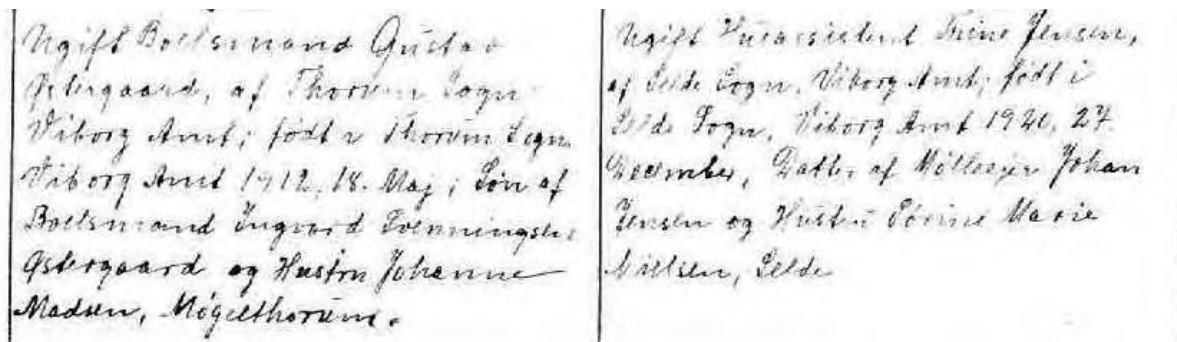 Ugift Boelsmand Gustav
Østergaard, af Thorum Sogn
Viborg Amt; født i Thorum Sogn
Viborg Amt 1912, 18. Maj; Søn af
Boelsmand Ingvard Svenningsen
Østergaard og Hustru Johanne
Madsen, Møgelthorum.
Ugift Husassistent Trine Jensen,
af Selde Sogn, Viborg Amt; født i
Selde Sogn, Viborg Amt 1920, 27.
December, Datter af Mølleejer Johan
Jensen og Hustru Sørine Marie
Nielsen, Selde